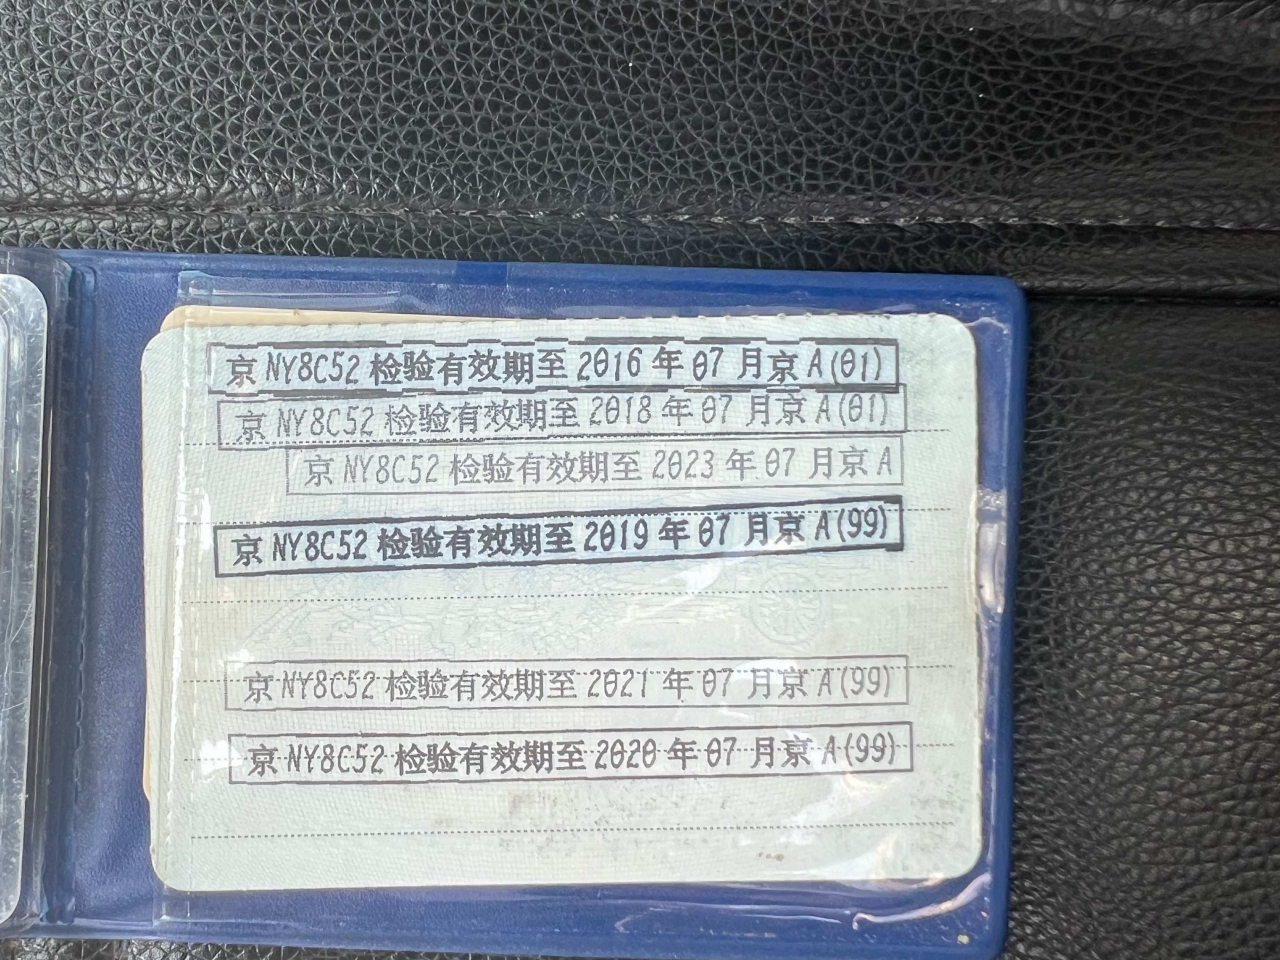 京 NY8C52 检验有效期至 2016 年 07 月京 A(01)
京 NY8C52 检验有效期至 2018 年 07 月京 A(01)
京 NY8C52 检验有效期至 2023 年 07 月京 A
京 NY8C52 检验有效期至 2019 年 07 月京 A(99)
京 NY8C52 检验有效期至 2021 年 07 月京 A(99)
京 NY8C52 检验有效期至 2020 年 07 月京 A(99)